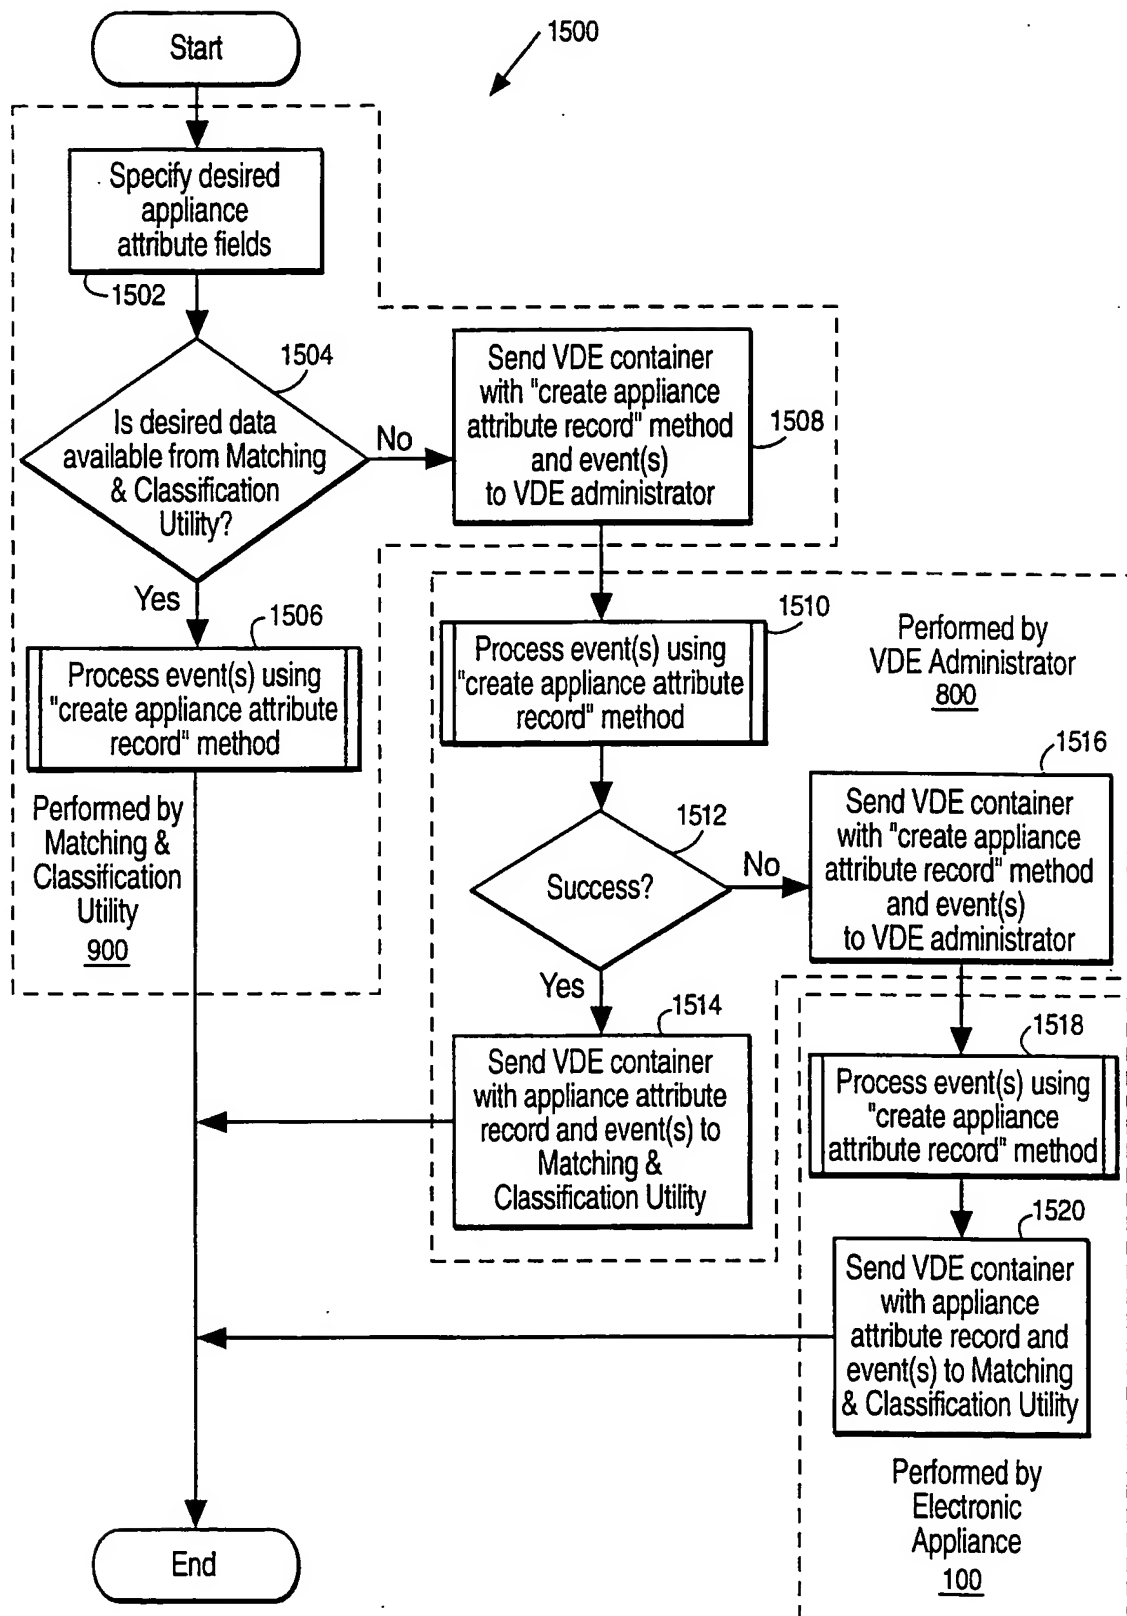 Start
1500
Specify desired
appliance
attribute fields
1502
1504
Is desired data
available from Matching
& Classification
Utility?
No
Send VDE container
with "create appliance
attribute record" method
and event(s)
to VDE administrator
1508
Yes
1506
Process event(s) using
"create appliance attribute
record" method
Performed by
Matching &
Classification
Utility
900
1510
Process event(s) using
"create appliance attribute
record" method
Performed by
VDE Administrator
800
1512
Success?
No
1516
Send VDE container
with "create appliance
attribute record" method
and event(s)
to VDE administrator
Yes
1514
Send VDE container
with appliance attribute
record and event(s) to
Matching &
Classification Utility
1518
Process event(s) using
"create appliance
attribute record" method
1520
Send VDE container
with appliance
attribute record and
event(s) to Matching
& Classification Utility
Performed by
Electronic
Appliance
100
End